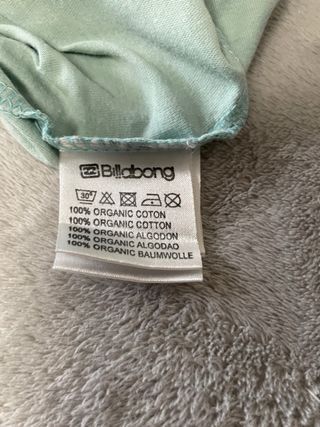 Billabong
30°
100% ORGANIC COTON
100% ORGANIC COTTON
100% ORGANIC ALGODON
100% ORGANIC ALGODAO
100% ORGANIC BAUMWOLLE